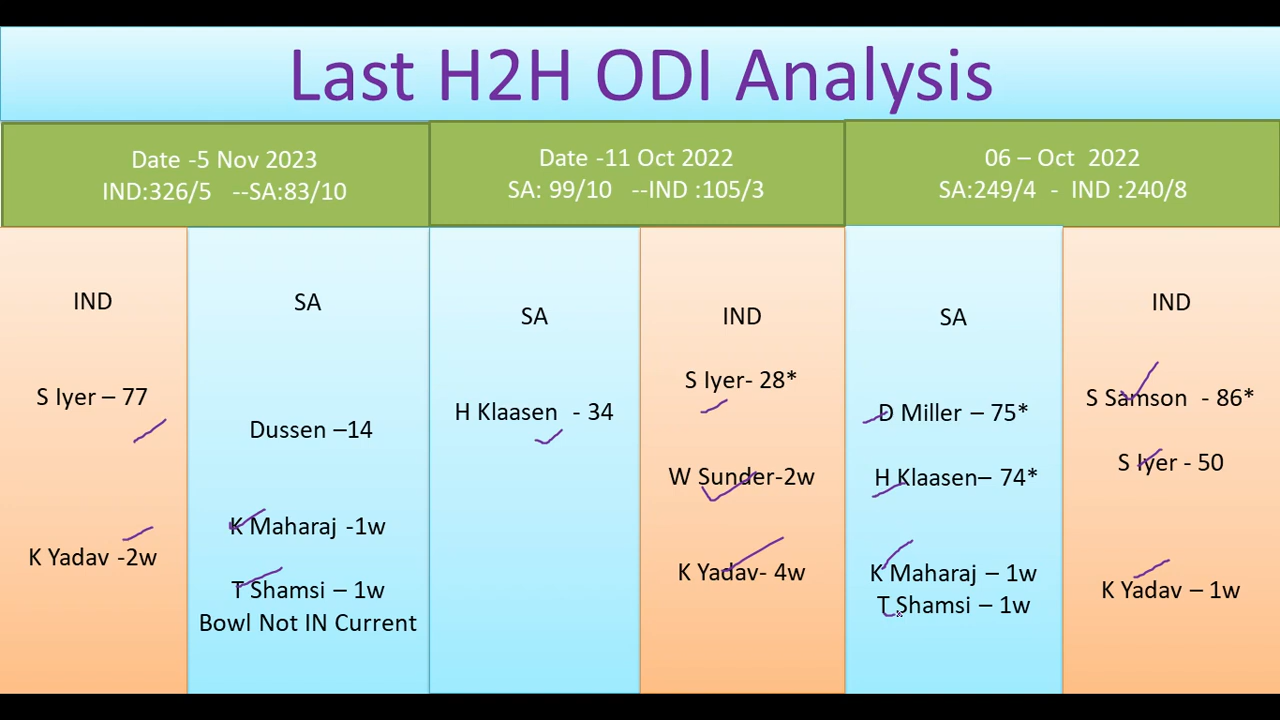 Last H2H ODI Analysis
Date -5 Nov 2023
IND:326/5 --SA:83/10
Date -11 Oct 2022
SA: 99/10 --IND :105/3
06 – Oct 2022
SA:249/4 - IND :240/8
IND
S Iyer – 77
K Yadav -2w
SA
Dussen –14
K Maharaj -1w
T Shamsi – 1w
Bowl Not IN Current
SA
H Klaasen - 34
IND
S Iyer- 28*
W Sunder-2w
K Yadav- 4w
SA
D Miller – 75*
H Klaasen– 74*
K Maharaj – 1w
T Shamsi – 1w
IND
S Samson - 86*
S Iyer - 50
K Yadav – 1w